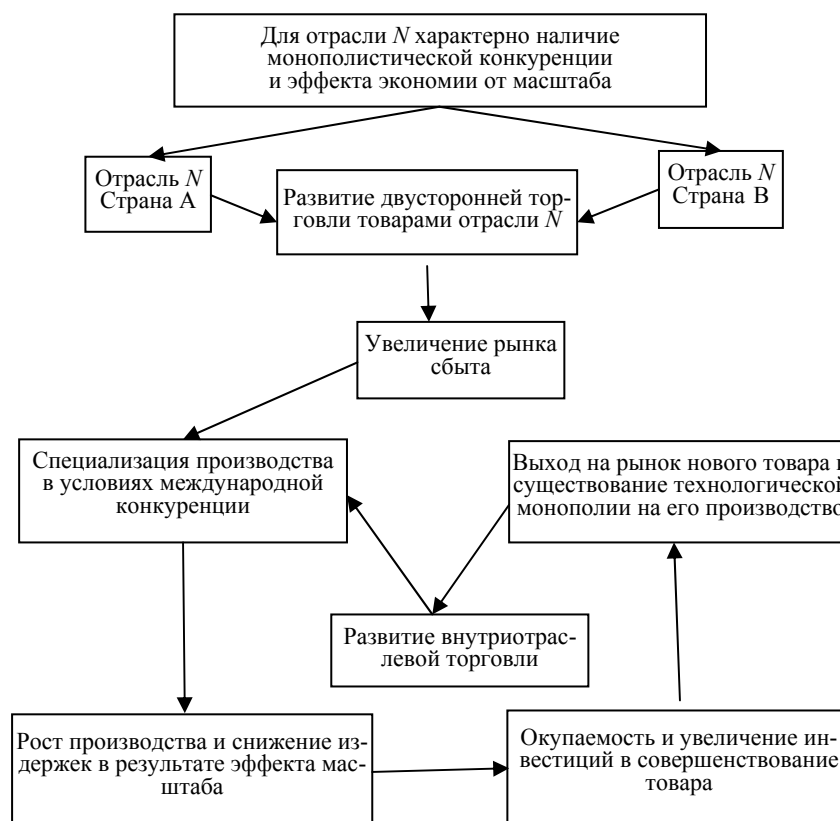 Для отрасли N характерно наличие
монополистической конкуренции
и эффекта экономии от масштаба
Отрасль N
Страна А
Развитие двусторонней тор-
говли товарами отрасли N
Отрасль N
Страна В
Увеличение рынка
сбыта
Специализация производства
в условиях международной
конкуренции
Выход на рынок нового товара и
существование технологической
монополии на его производство
Развитие внутриотрас-
левой торговли
Рост производства и снижение из-
держек в результате эффекта мас-
штаба
Окупаемость и увеличение ин-
вестиций в совершенствование
товара